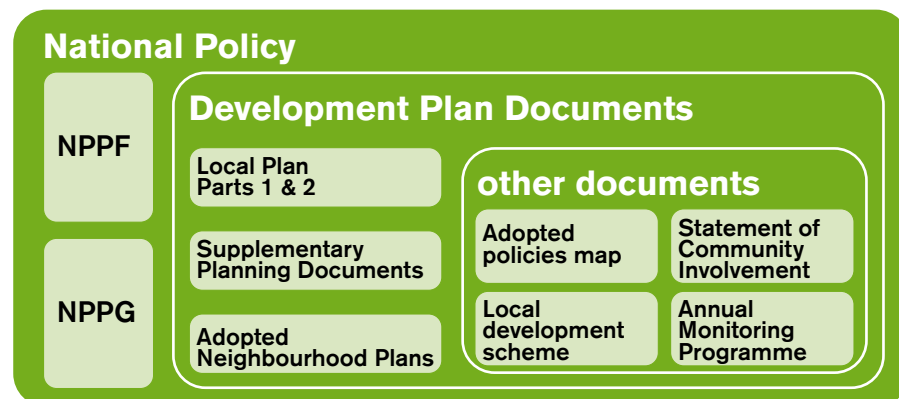 National Policy
NPPF
NPPG
Development Plan Documents
Local Plan
Parts 1 & 2
Supplementary
Planning Documents
Adopted
Neighbourhood Plans
other documents
Adopted
policies map
Statement of
Community
Involvement
Local
development
scheme
Annual
Monitoring
Programme